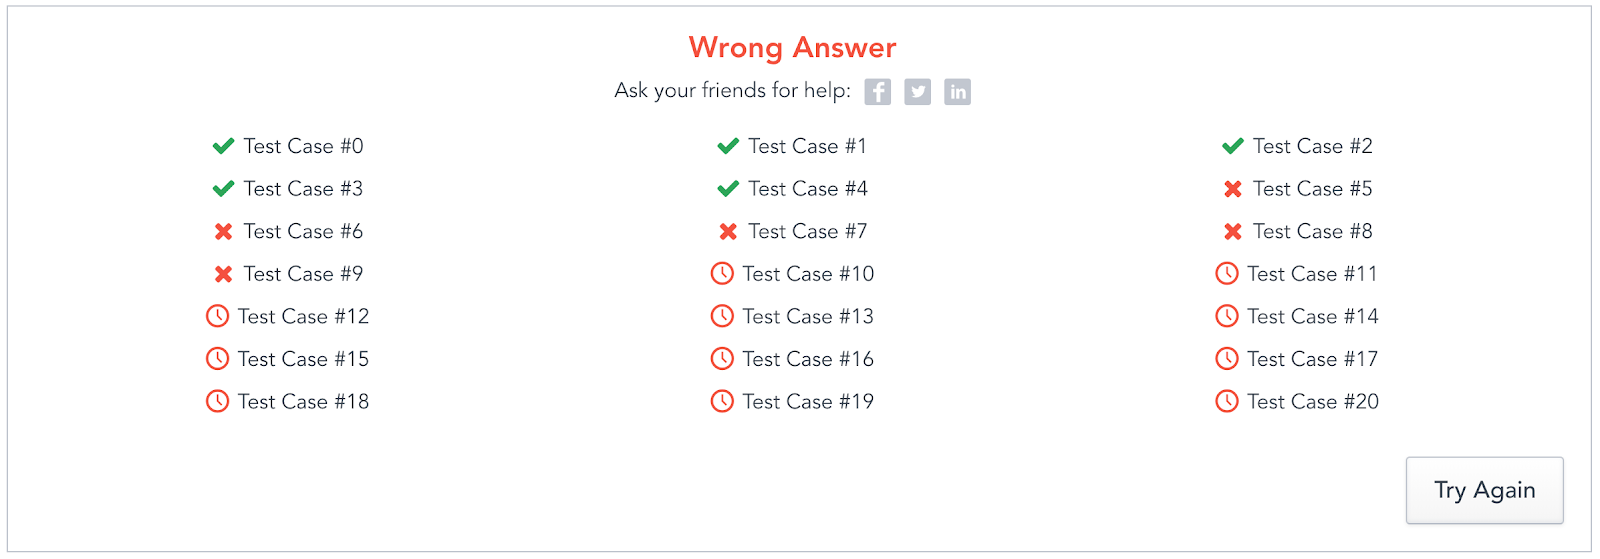 Wrong Answer
Ask your friends for help: f in
Test Case #0 Test Case #1 Test Case #2
Test Case #3 Test Case #4 Test Case #5
Test Case #6 Test Case #7 Test Case #8
Test Case #9 Test Case #10 Test Case #11
Test Case #12 Test Case #13 Test Case #14
Test Case #15 Test Case #16 Test Case #17
Test Case #18 Test Case #19 Test Case #20
Try Again